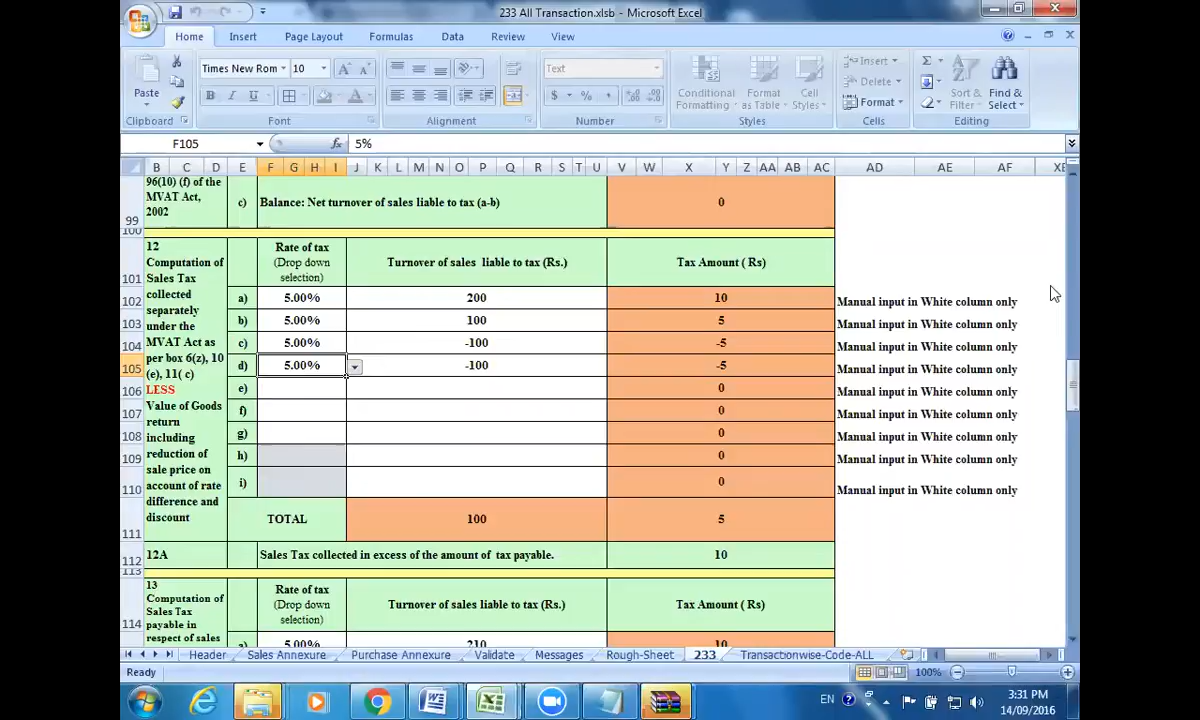 233 All Transaction.xlsb - Microsoft Excel
Home Insert Page Layout Formulas Data Review View
Times New Rom 10 Text
Paste
B I U $ % ,
Conditional Formatting Format as Table Cell Styles
Insert
Delete
Format
Sort & Filter Find & Select
Clipboard Font Alignment Number Styles Cells Editing
F105 fx 5%
B C D E F G H I J K L M N O P Q R S T U V W X Y Z AA AB AC AD AE AF XE
99 96(10) (f) of the MVAT Act, 2002 c) Balance: Net turnover of sales liable to tax (a-b) 0
100
12
Computation of
Sales Tax
collected
separately
under the
MVAT Act as
per box 6(z), 10
(e), 11( c)
LESS
Value of Goods
return
including
reduction of
sale price on
account of rate
difference and
discount
101 Rate of tax (Drop down selection) Turnover of sales liable to tax (Rs.) Tax Amount ( Rs)
102 a) 5.00% 200 10 Manual input in White column only
103 b) 5.00% 100 5 Manual input in White column only
104 c) 5.00% -100 -5 Manual input in White column only
105 d) 5.00% -100 -5 Manual input in White column only
106 e) 0 Manual input in White column only
107 f) 0 Manual input in White column only
108 g) 0 Manual input in White column only
109 h) 0 Manual input in White column only
110 i) 0 Manual input in White column only
111 TOTAL 100 5
112 12A Sales Tax collected in excess of the amount of tax payable. 10
113
13
Computation of
Sales Tax
payable in
respect of sales
114 Rate of tax (Drop down selection) Turnover of sales liable to tax (Rs.) Tax Amount ( Rs)
a) 5.00% 210 10
Header Sales Annexure Purchase Annexure Validate Messages Rough-Sheet 233 Transactionwise-Code-ALL
Ready 100%
EN 3:31 PM
14/09/2016